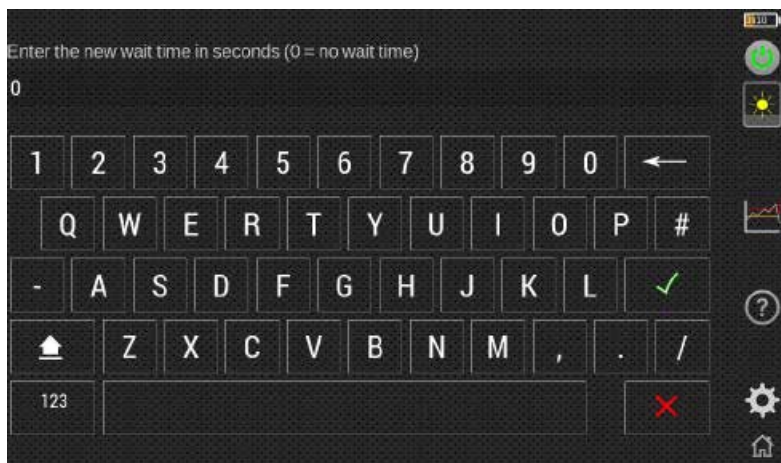 Enter the new wait time in seconds (0 = no wait time)
0
1 2 3 4 5 6 7 8 9 0
Q W E R T Y U I O P #
- A S D F G H J K L
Z X C V B N M , . /
123
?